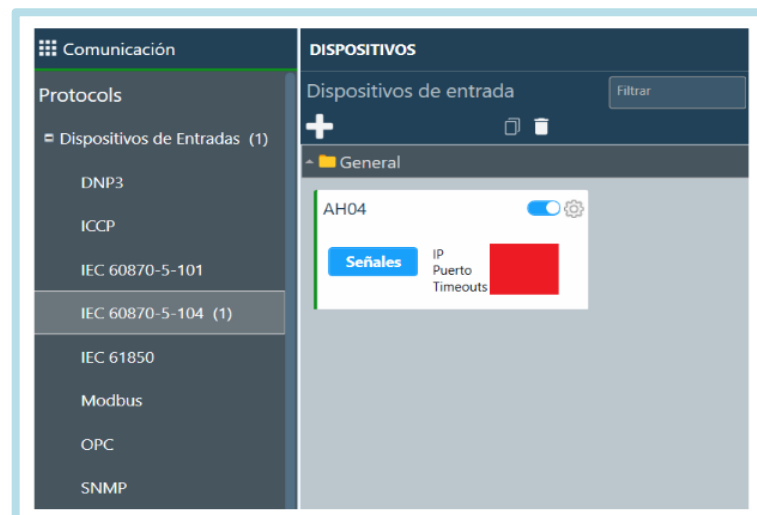 Comunicación
Protocols
Dispositivos de Entradas (1)
DNP3
ICCP
IEC 60870-5-101
IEC 60870-5-104 (1)
IEC 61850
Modbus
OPC
SNMP
DISPOSITIVOS
Dispositivos de entrada
Filtrar
General
AH04
Señales
IP
Puerto
Timeouts